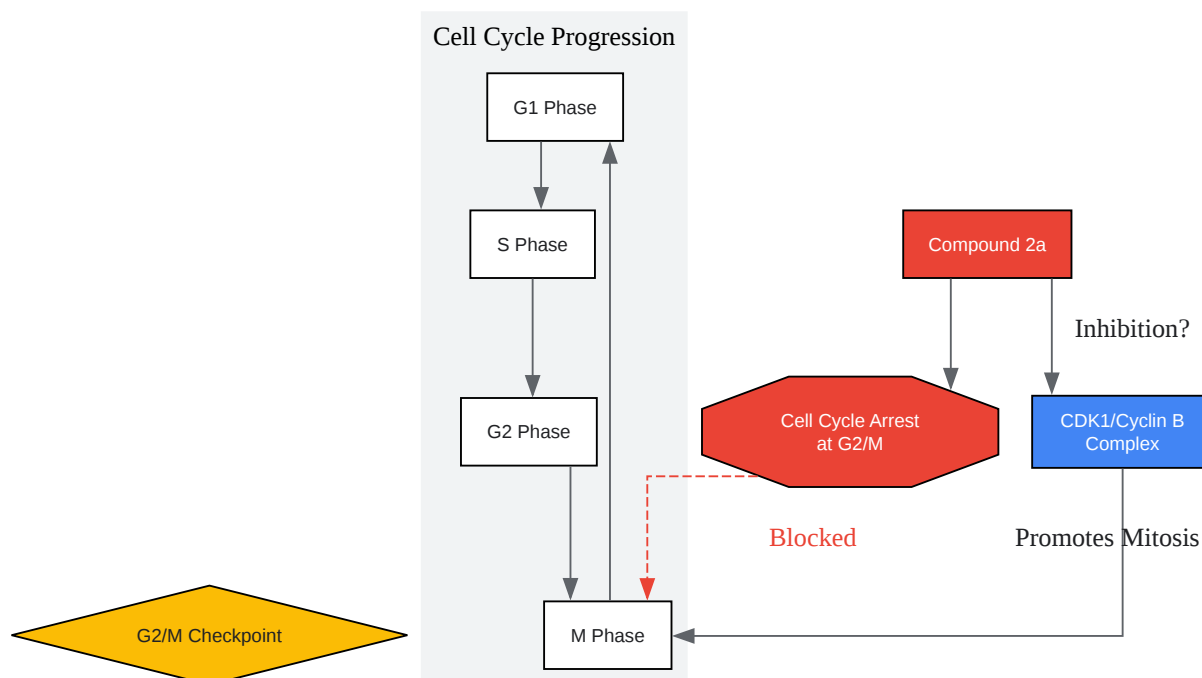 Cell Cycle Progression
G1 Phase
S Phase
Compound 2a
Inhibition?
G2 Phase
Cell Cycle Arrest
at G2/M
CDK1/Cyclin B
Complex
Blocked
Promotes Mitosis
G2/M Checkpoint
M Phase